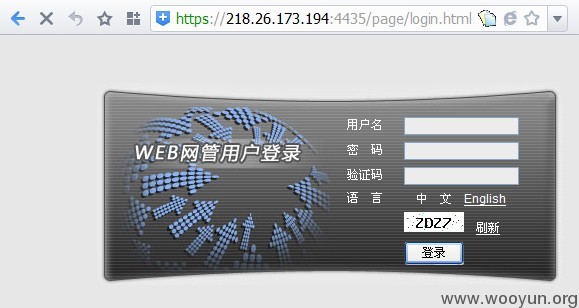 https://218.26.173.194:4435/page/login.html
WEB网管用户登录
用户名
密 码
验证码
语 言 中 文 English
ZDZ7 刷新
登录
www.wooyun.org